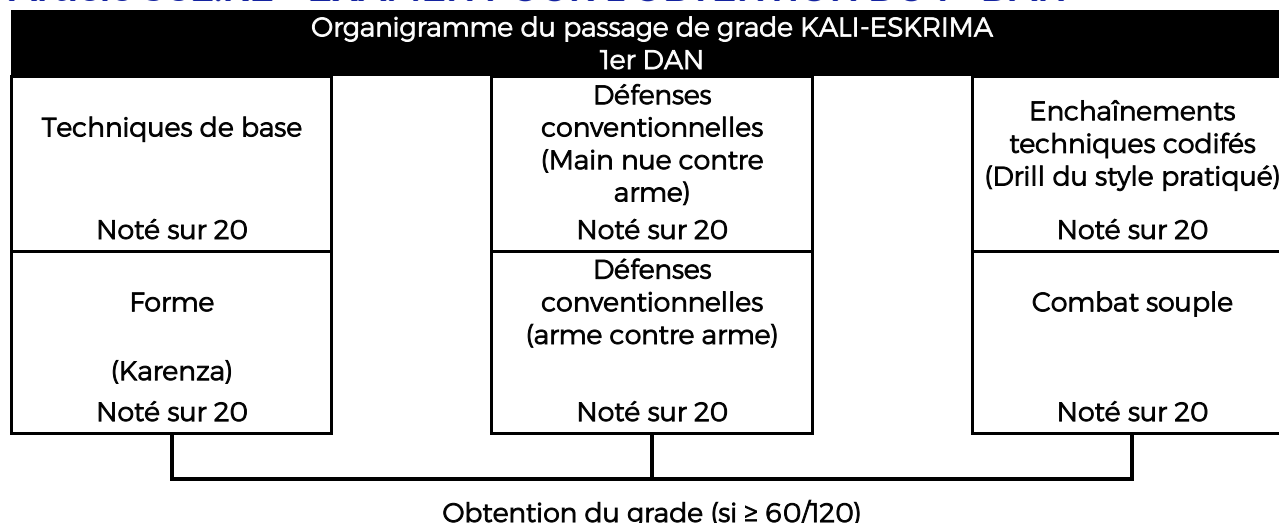 Organigramme du passage de grade KALI-ESKRIMA
1er DAN
Techniques de base
Noté sur 20
Défenses
conventionnelles
(Main nue contre
arme)
Noté sur 20
Enchaînements
techniques codifés
(Drill du style pratiqué)
Noté sur 20
Forme
(Karenza)
Noté sur 20
Défenses
conventionnelles
(arme contre arme)
Noté sur 20
Combat souple
Noté sur 20
Obtention du grade (si ≥ 60/120)